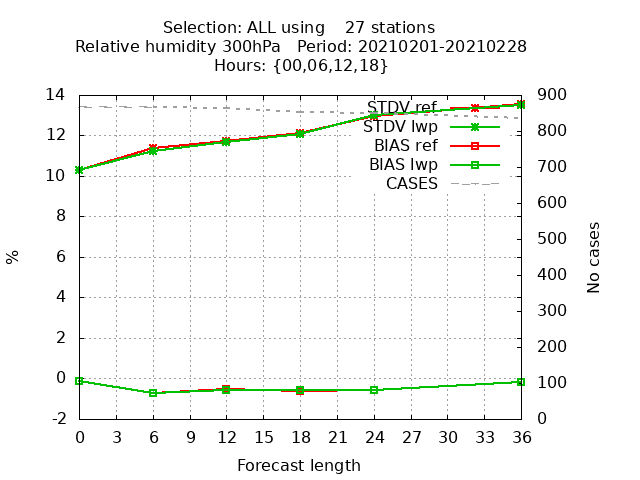 Selection: ALL using 27 stations
Relative humidity 300hPa Period: 20210201-20210228
Hours: {00,06,12,18}
14 900
STDV ref
800
STDV lwp
12
BIAS ref
700
BIAS lwp
10
CASES
600
8
500
6
%
No cases
400
4
300
2
200
0
100
-2 0
0 3 6 9 12 15 18 21 24 27 30 33 36
Forecast length